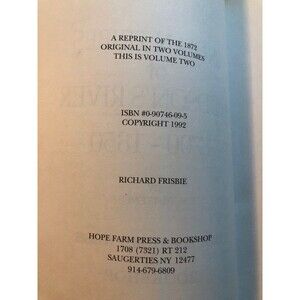 A REPRINT OF THE 1872
ORIGINAL IN TWO VOLUMES
THIS IS VOLUME TWO
ISBN #0-90746-09-5
COPYRIGHT 1992
RICHARD FRISBIE
HOPE FARM PRESS & BOOKSHOP
1708 (7321) RT 212
SAUGERTIES NY 12477
914-679-6809